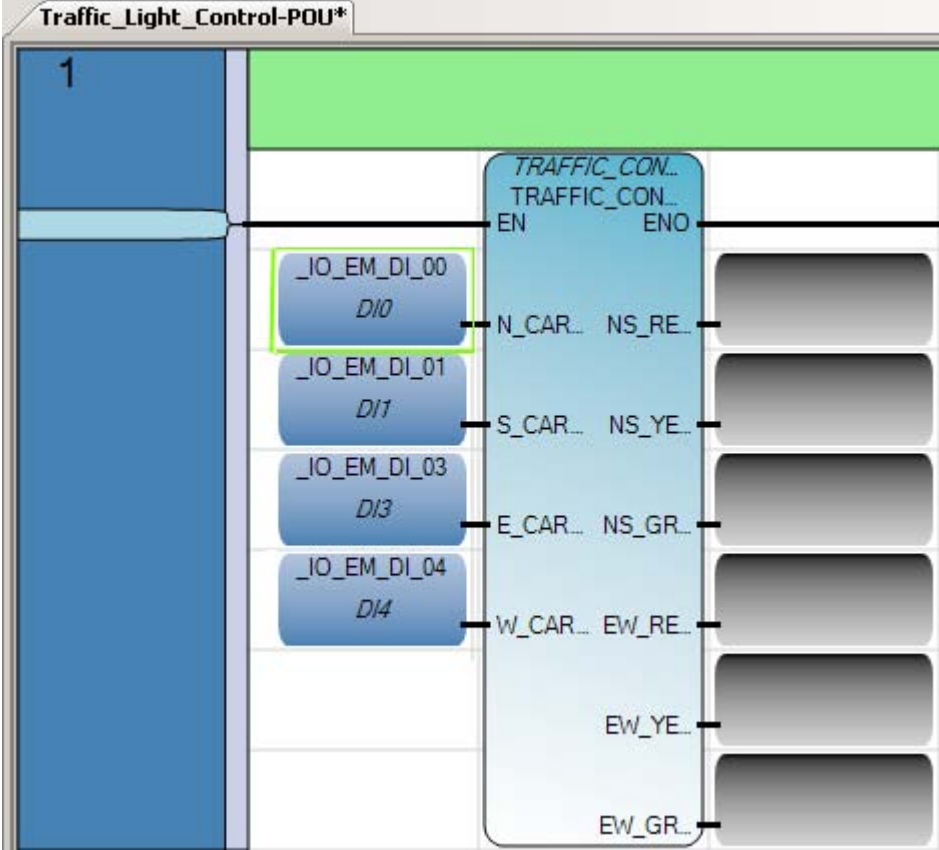 Traffic_Light_Control-POU*
1
TRAFFIC_CON...
TRAFFIC_CON...
EN ENO
_IO_EM_DI_00
DI0
N_CAR... NS_RE...
_IO_EM_DI_01
DI1
S_CAR... NS_YE...
_IO_EM_DI_03
DI3
E_CAR... NS_GR...
_IO_EM_DI_04
DI4
W_CAR... EW_RE...
EW_YE...
EW_GR...